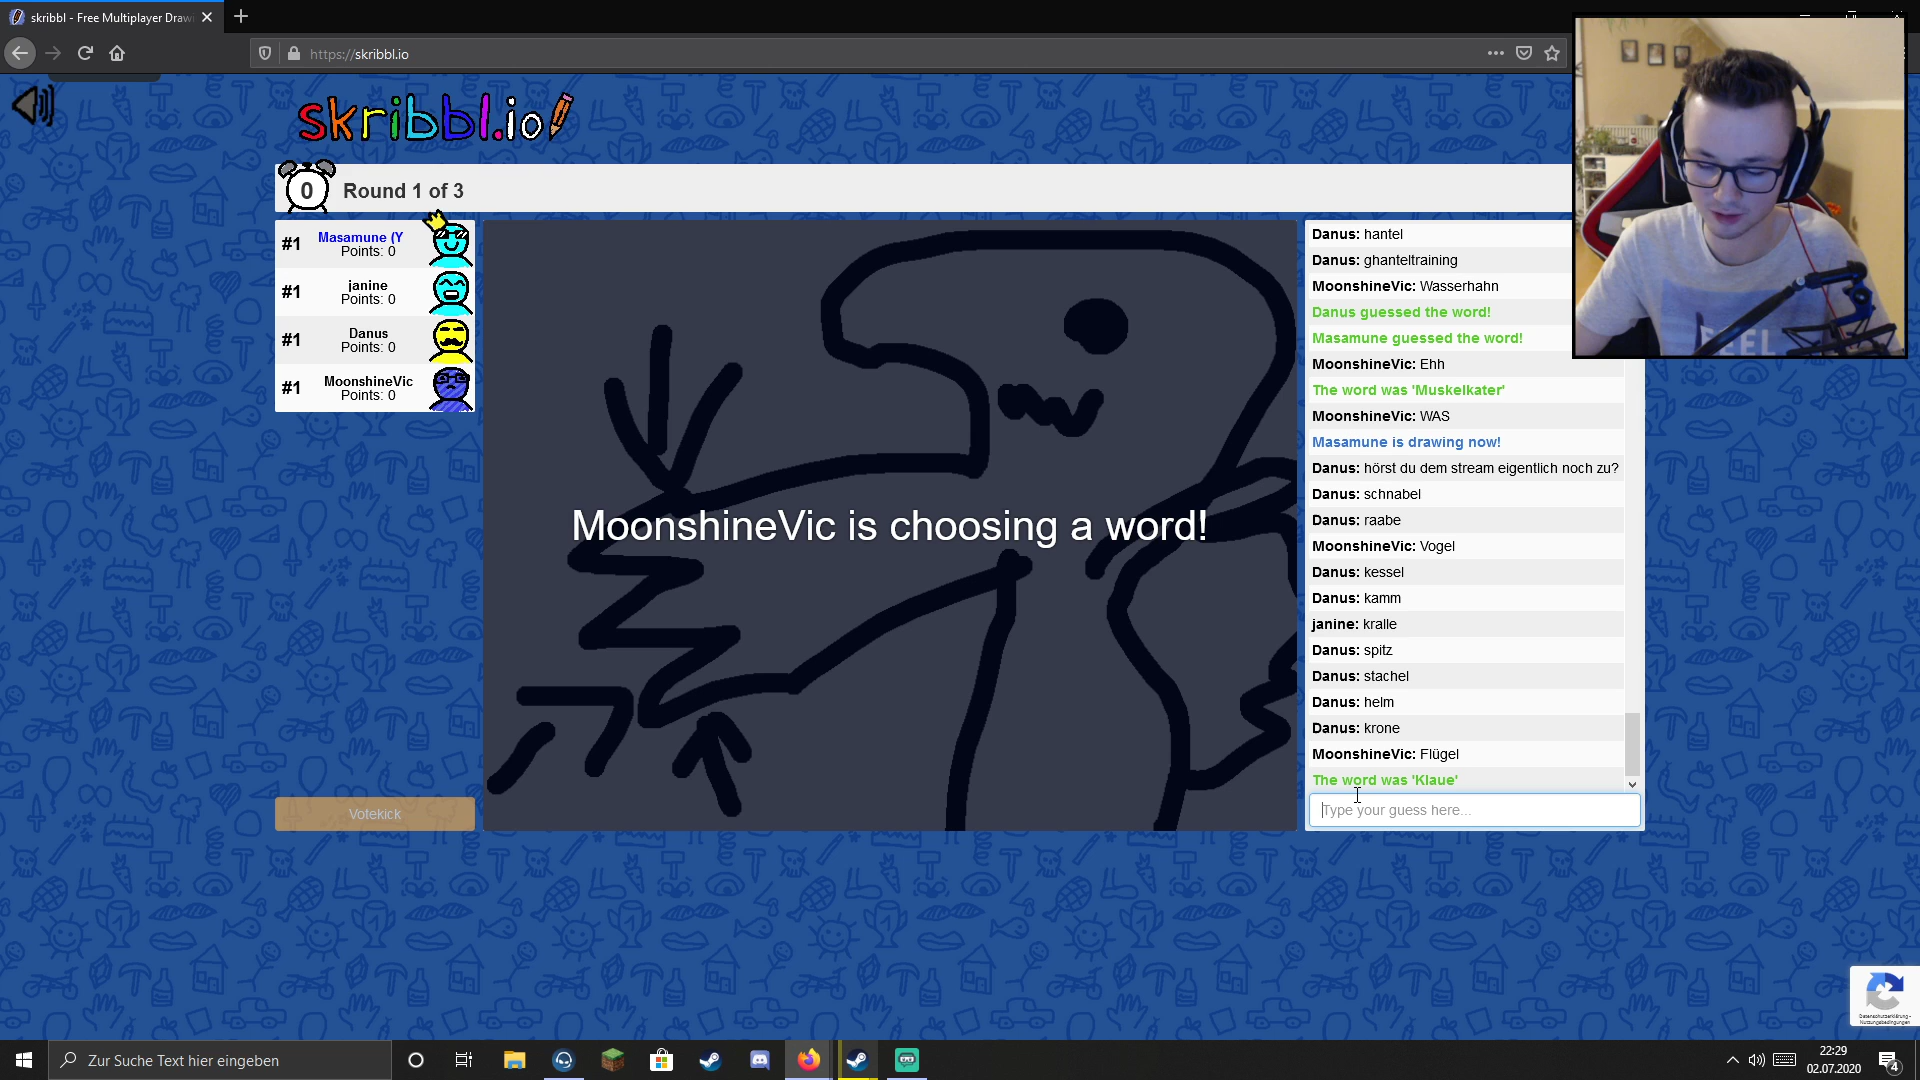 skribbl - Free Multiplayer Draw
https://skribbl.io
skribbl.io
0
Round 1 of 3
#1
Masamune (Y
Points: 0
#1
janine
Points: 0
#1
Danus
Points: 0
#1
MoonshineVic
Points: 0
Votekick
MoonshineVic is choosing a word!
Danus: hantel
Danus: ghanteltraining
MoonshineVic: Wasserhahn
Danus guessed the word!
Masamune guessed the word!
MoonshineVic: Ehh
The word was 'Muskelkater'
MoonshineVic: WAS
Masamune is drawing now!
Danus: hörst du dem stream eigentlich noch zu?
Danus: schnabel
Danus: raabe
MoonshineVic: Vogel
Danus: kessel
Danus: kamm
janine: kralle
Danus: spitz
Danus: stachel
Danus: helm
Danus: krone
MoonshineVic: Flügel
The word was 'Klaue'
Type your guess here...
FEEL
Datenschutzerklärung -
Nutzungsbedingungen
Zur Suche Text hier eingeben
22:29
02.07.2020
4